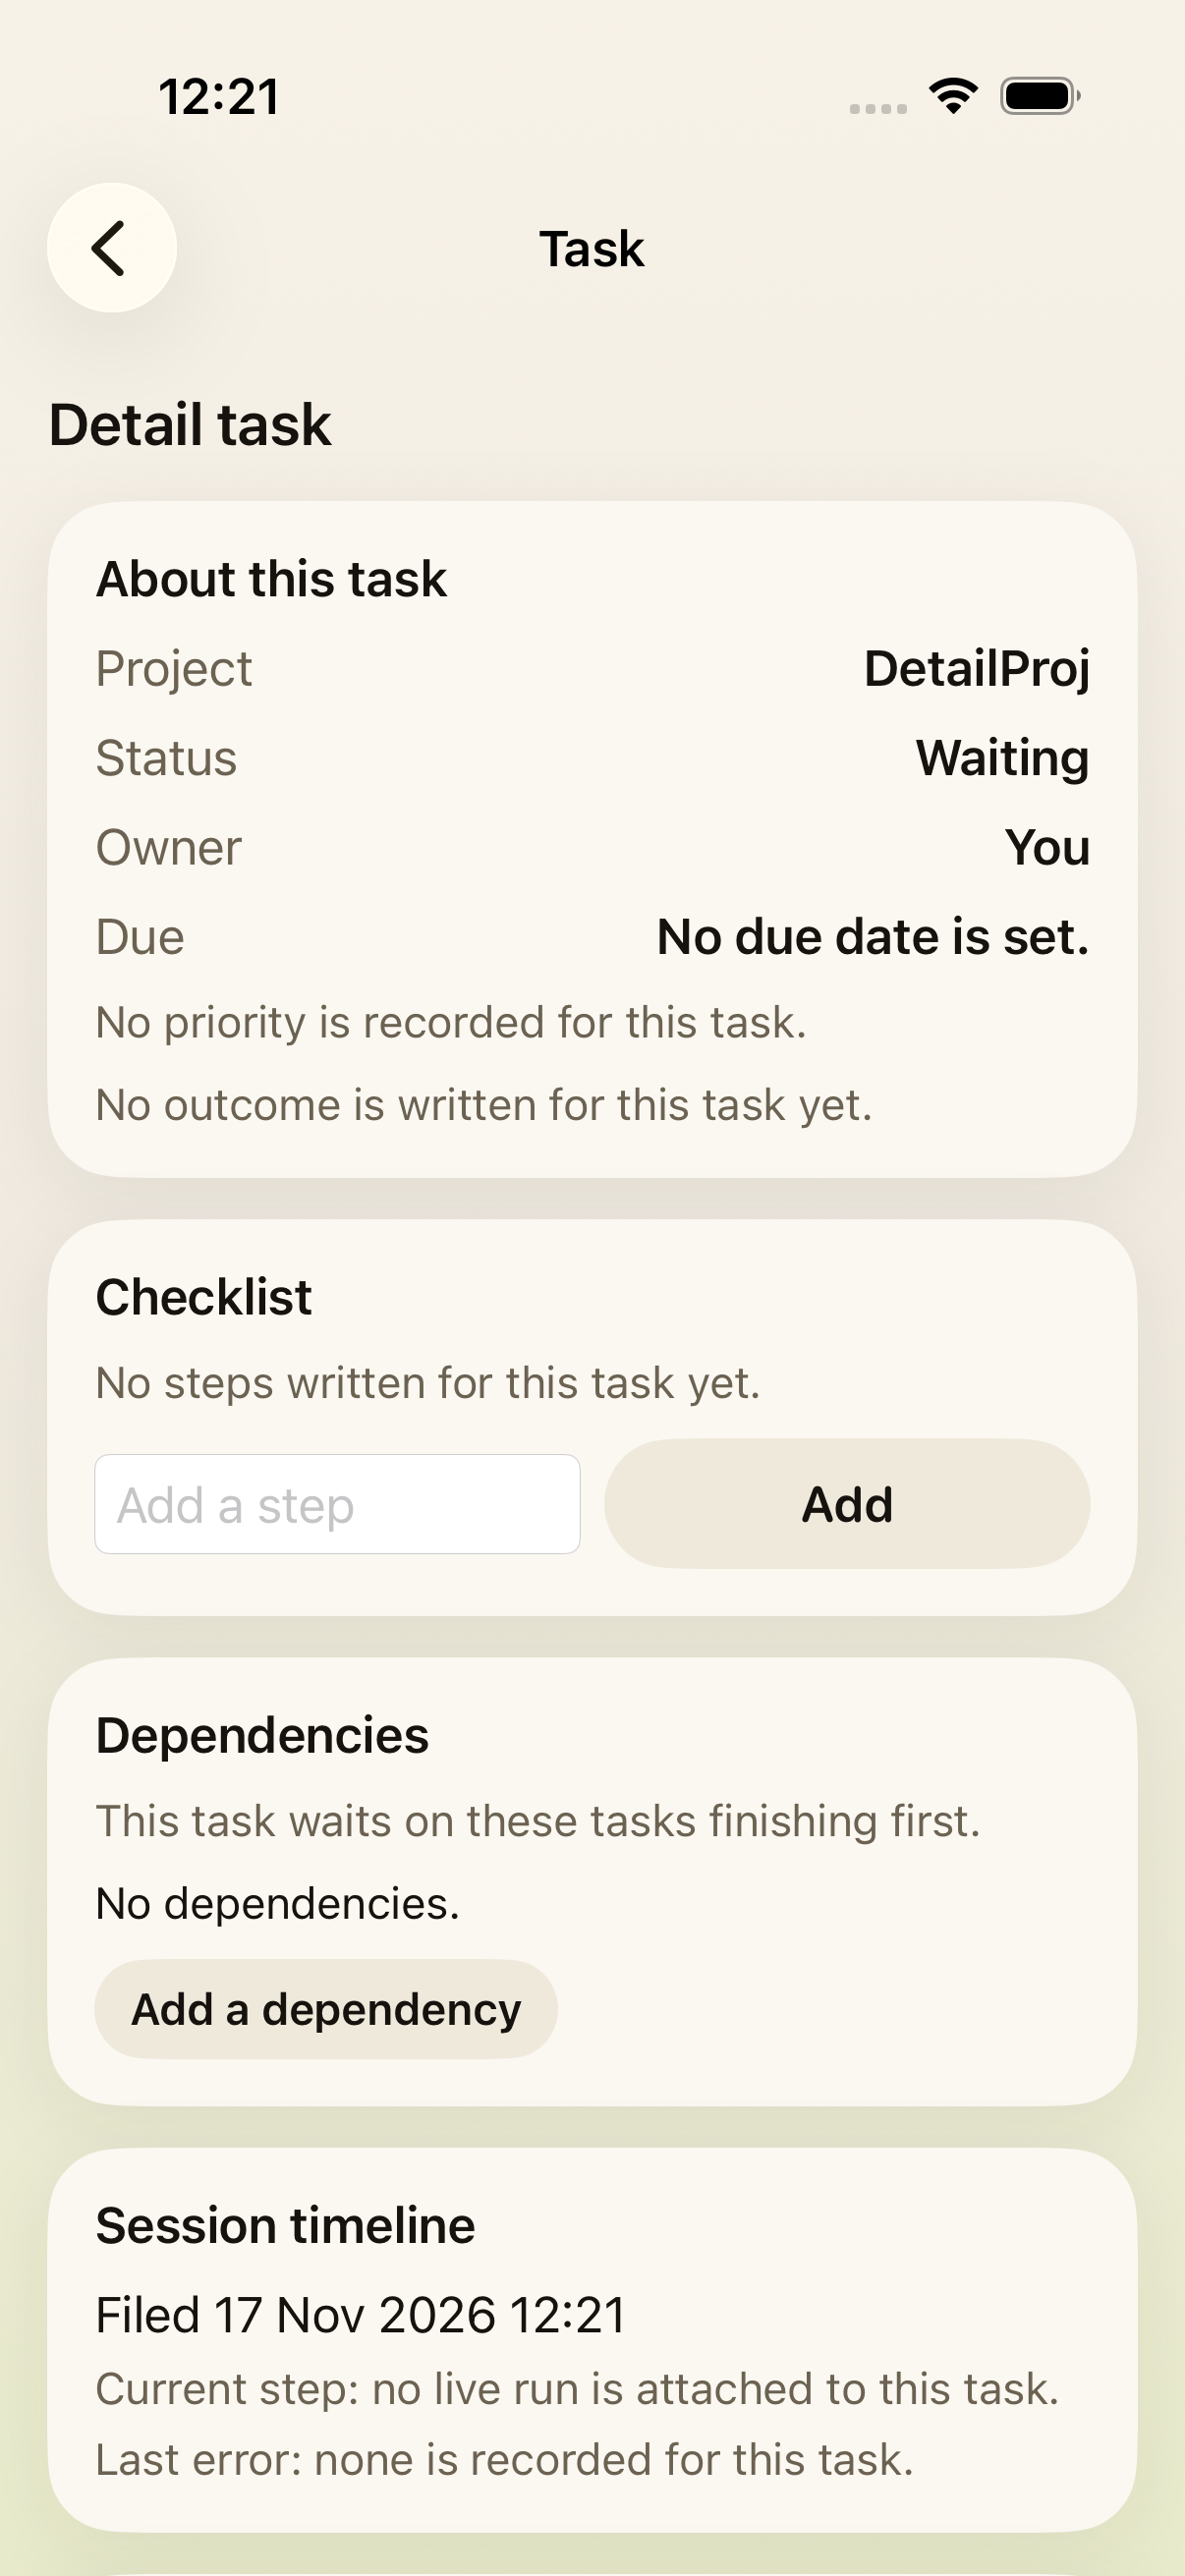 12:21
Task
Detail task
About this task
Project DetailProj
Status Waiting
Owner You
Due No due date is set.
No priority is recorded for this task.
No outcome is written for this task yet.
Checklist
No steps written for this task yet.
Add a step Add
Dependencies
This task waits on these tasks finishing first.
No dependencies.
Add a dependency
Session timeline
Filed 17 Nov 2026 12:21
Current step: no live run is attached to this task.
Last error: none is recorded for this task.